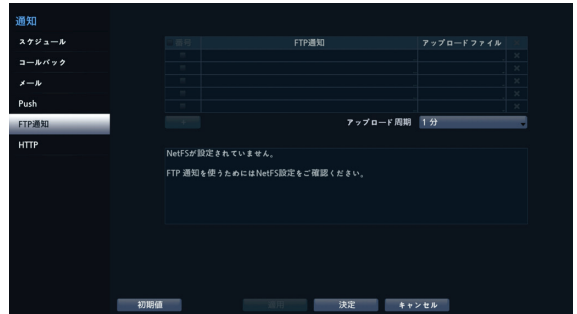 通知
スケジュール
コールバック
メール
Push
FTP通知
HTTP
番号 FTP通知 アップロードファイル
アップロード周期 1 分
NetFSが設定されていません。
FTP 通知を使うためにはNetFS設定をご確認ください。
初期値 適用 決定 キャンセル